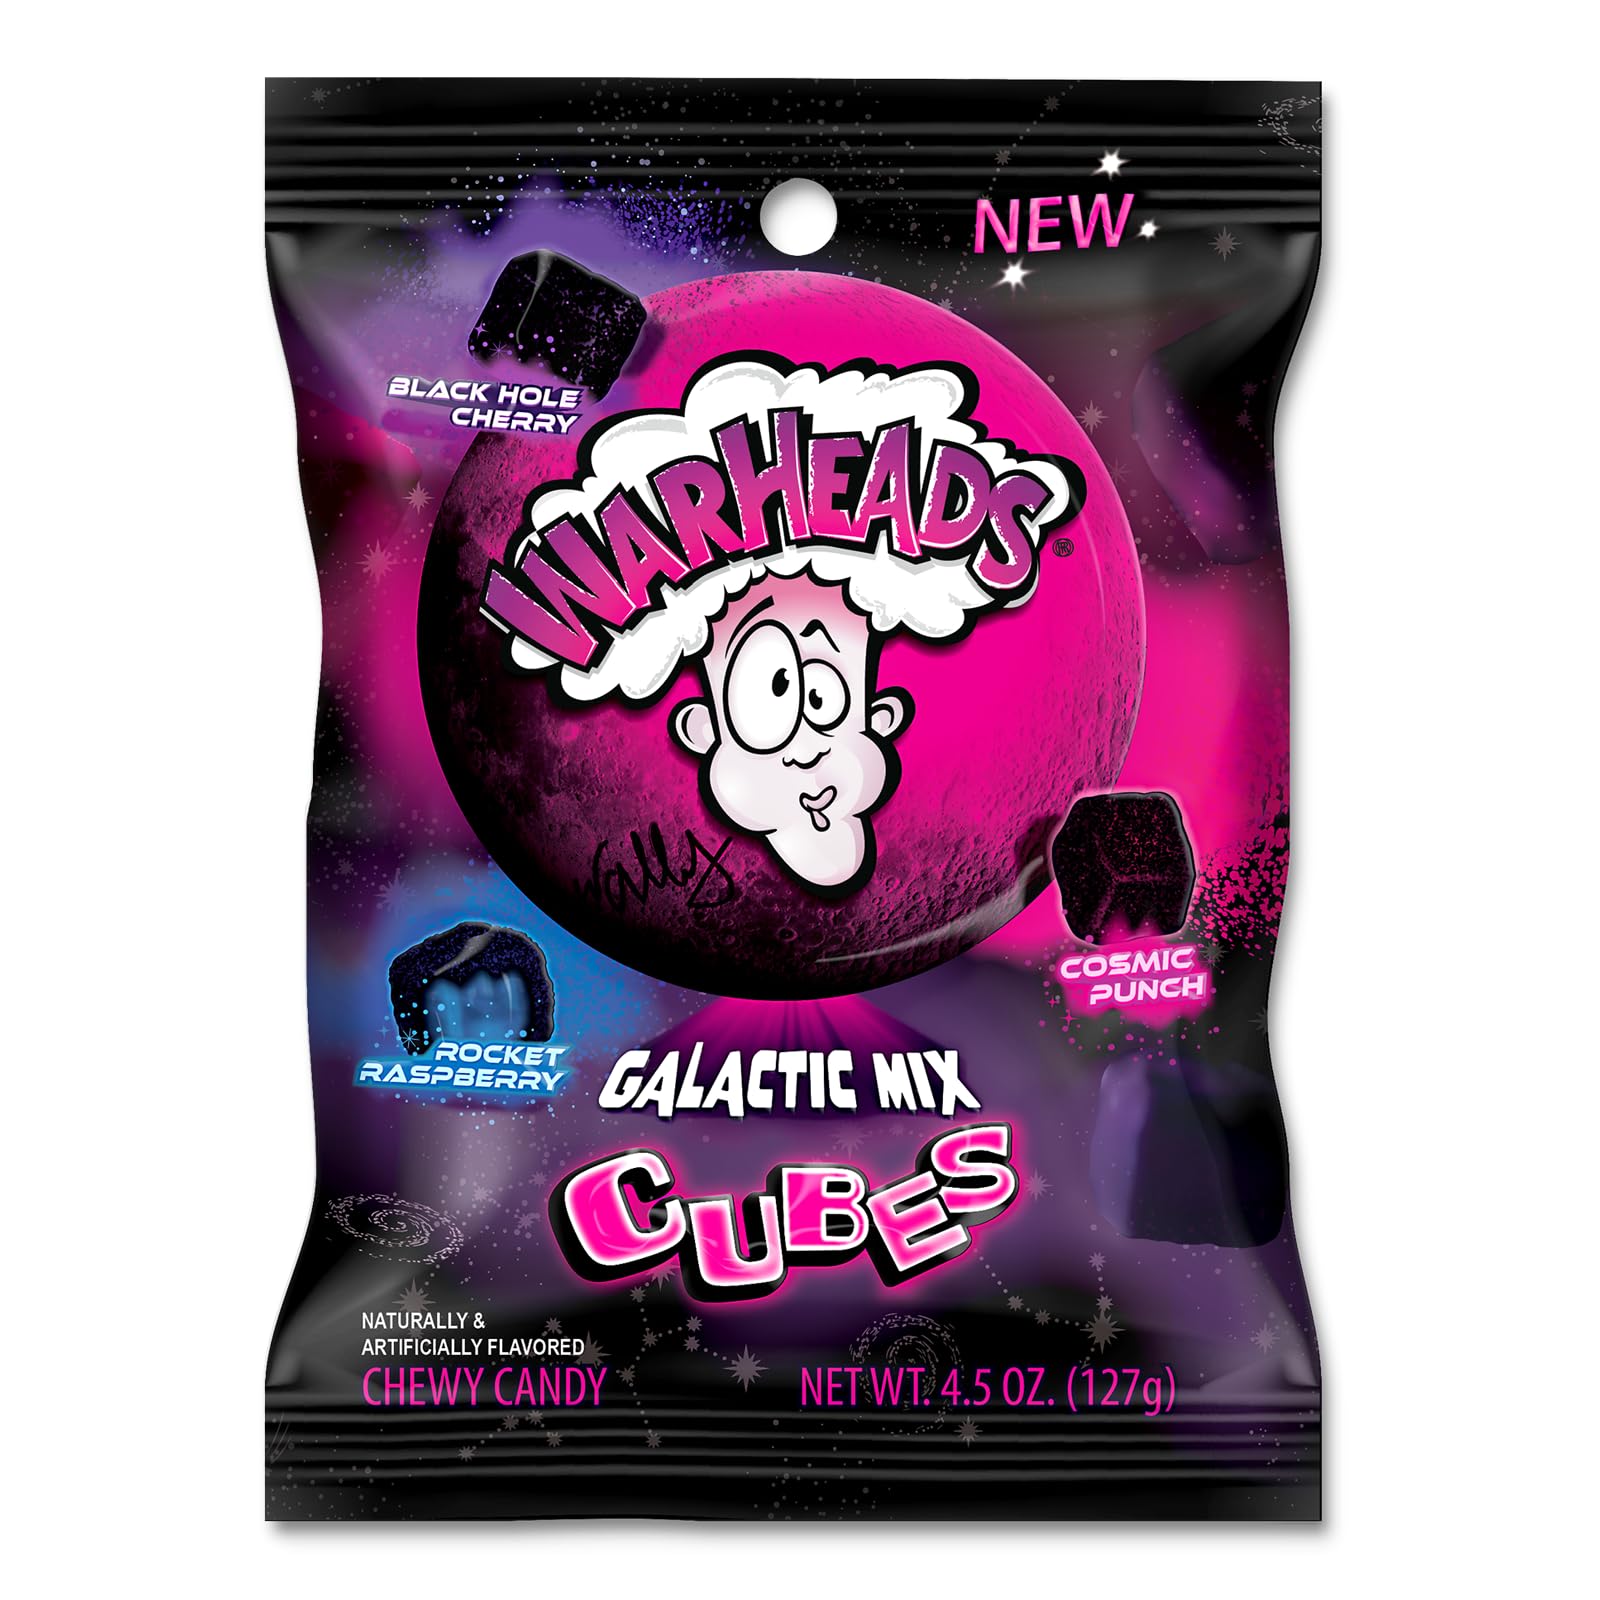 NEW
BLACK HOLE
CHERRY
WARHEADS®
Wally
COSMIC
PUNCH
ROCKET
RASPBERRY
GALACTIC MIX
CUBES
NATURALLY &
ARTIFICIALLY FLAVORED
CHEWY CANDY
NET WT. 4.5 OZ. (127g)